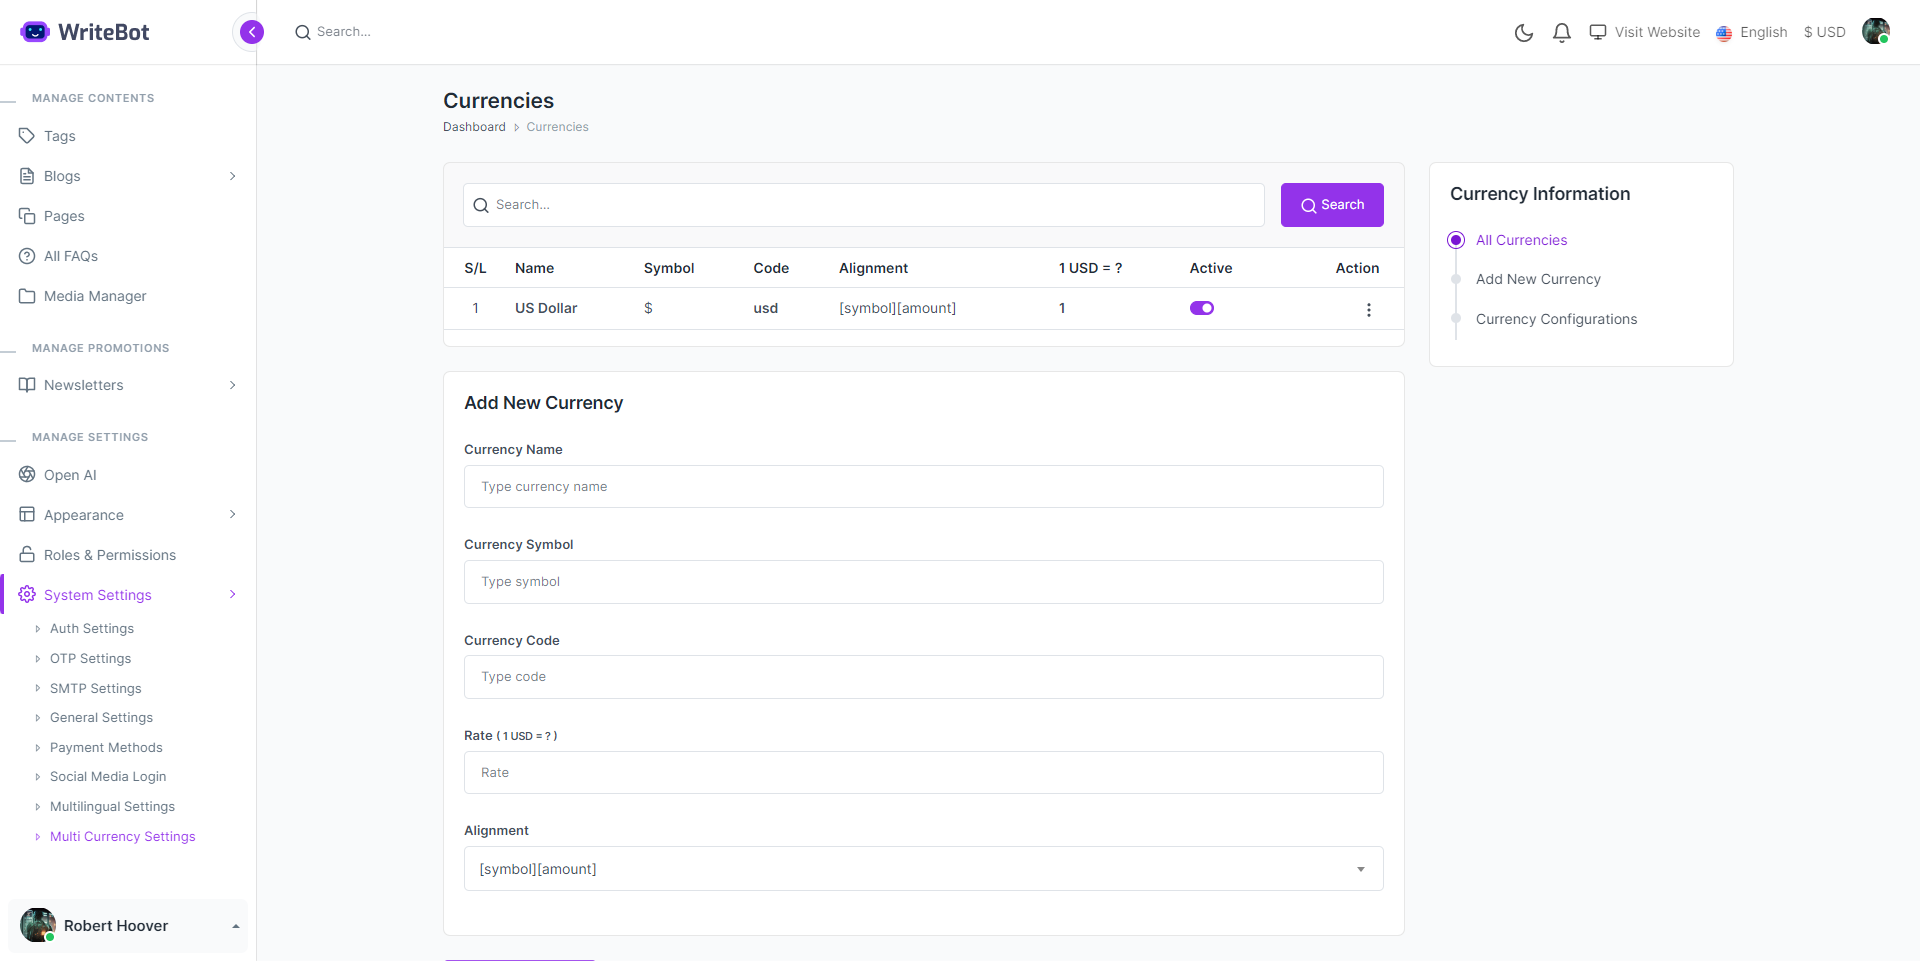 WriteBot
Search...
Visit Website
English
$ USD
MANAGE CONTENTS
Tags
Blogs
Pages
All FAQs
Media Manager
MANAGE PROMOTIONS
Newsletters
MANAGE SETTINGS
Open AI
Appearance
Roles & Permissions
System Settings
Auth Settings
OTP Settings
SMTP Settings
General Settings
Payment Methods
Social Media Login
Multilingual Settings
Multi Currency Settings
Robert Hoover
Currencies
Dashboard Currencies
Search...
Search
S/L Name Symbol Code Alignment 1 USD = ? Active Action
1 US Dollar $ usd [symbol][amount] 1
Add New Currency
Currency Name
Type currency name
Currency Symbol
Type symbol
Currency Code
Type code
Rate ( 1 USD = ? )
Rate
Alignment
[symbol][amount]
Currency Information
All Currencies
Add New Currency
Currency Configurations